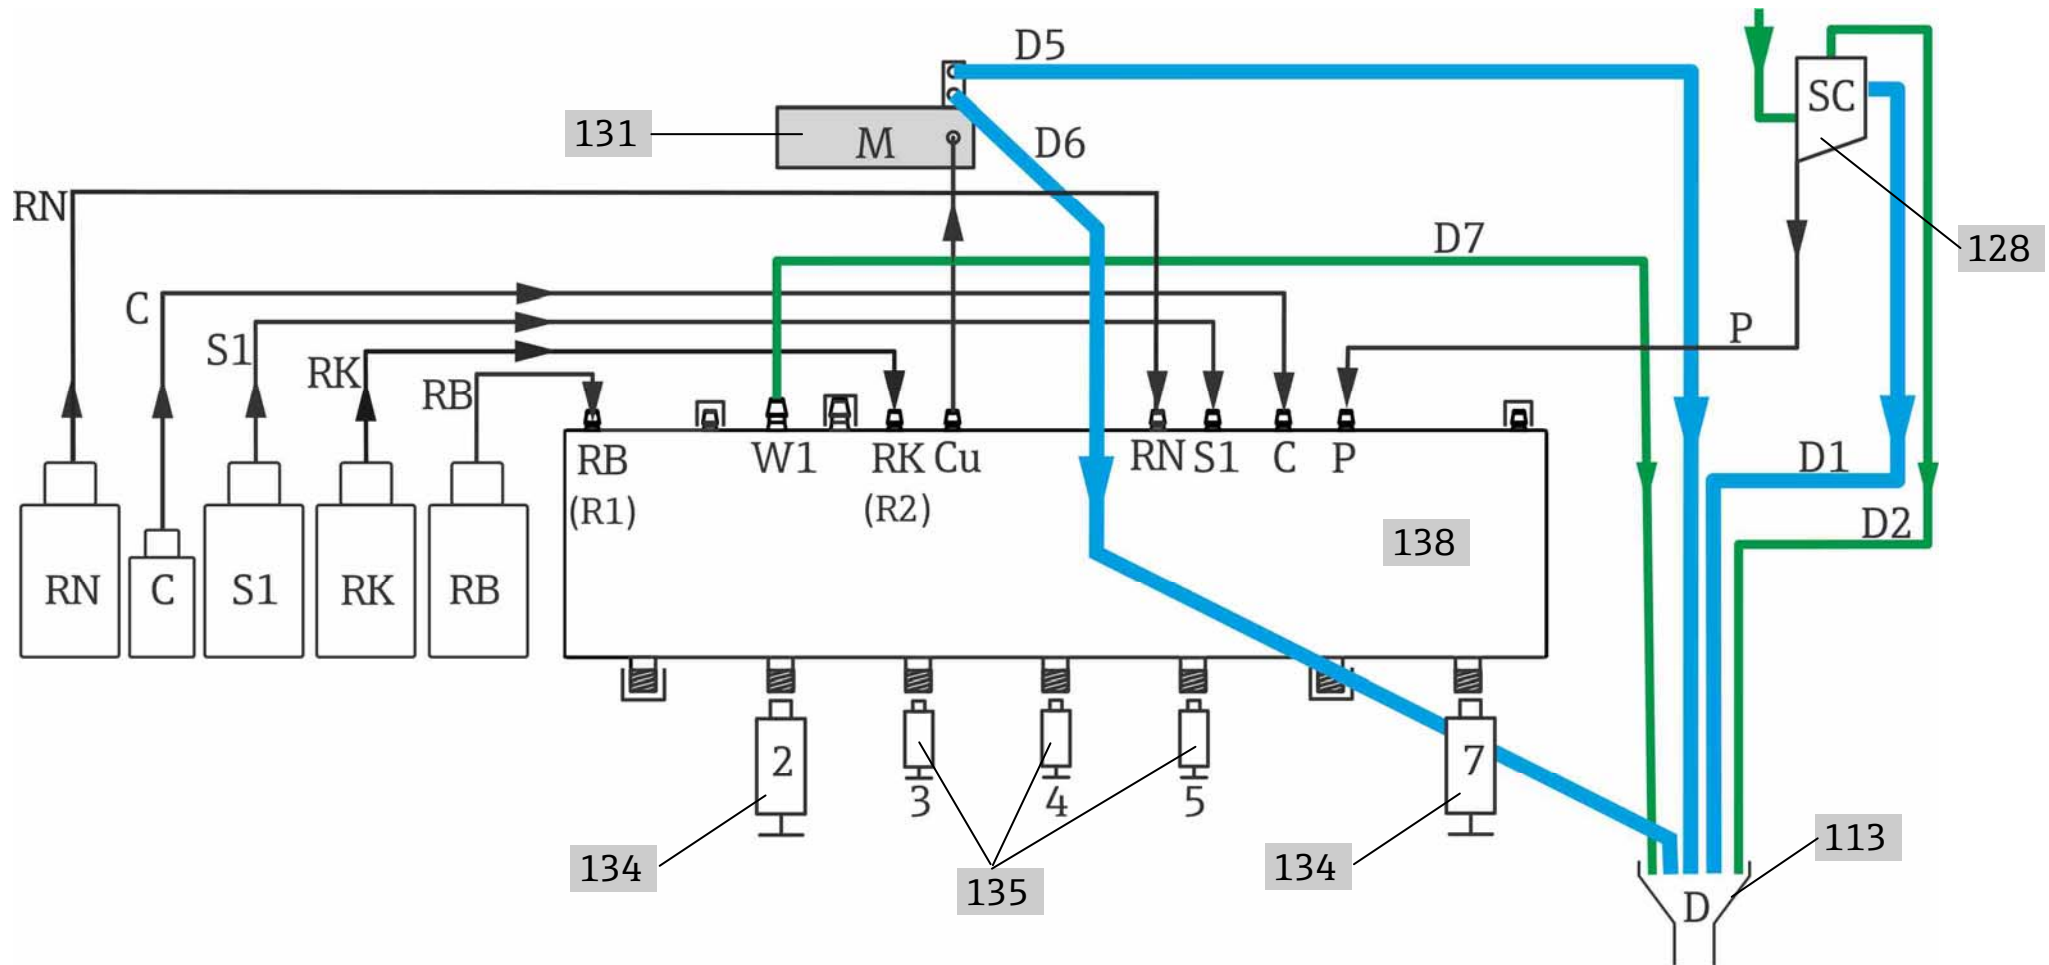 D5
SC
131
M
D6
RN
D7
128
C
S1
RK
RB
P
RB
W1
RK
Cu
RN
S1
C
P
D1
(R1)
(R2)
D2
138
RN
C
S1
RK
RB
2
7
3
4
5
134
134
135
113
D